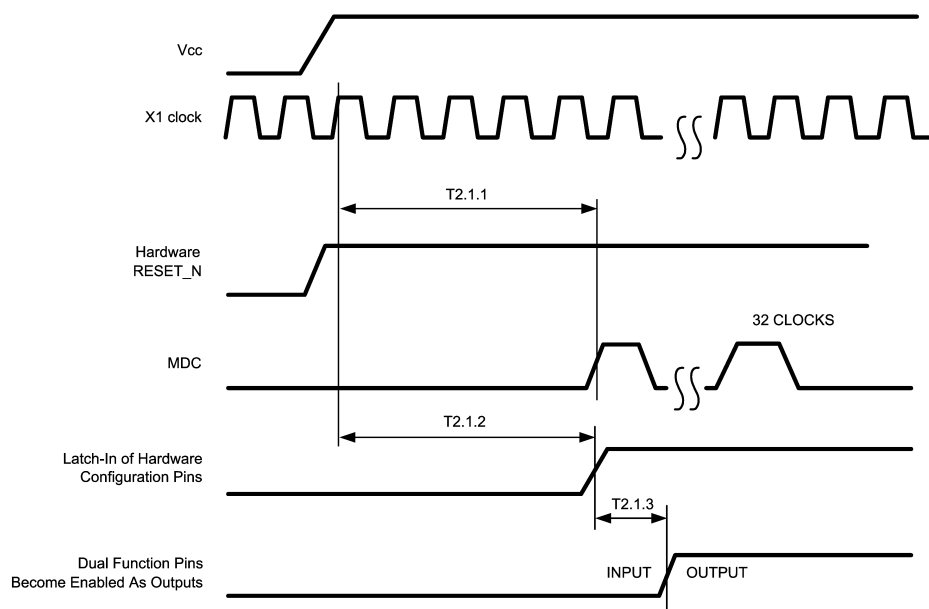 Vcc
X1 clock
T2.1.1
Hardware
RESET_N
32 CLOCKS
MDC
T2.1.2
Latch-In of Hardware
Configuration Pins
T2.1.3
Dual Function Pins
Become Enabled As Outputs
INPUT
OUTPUT